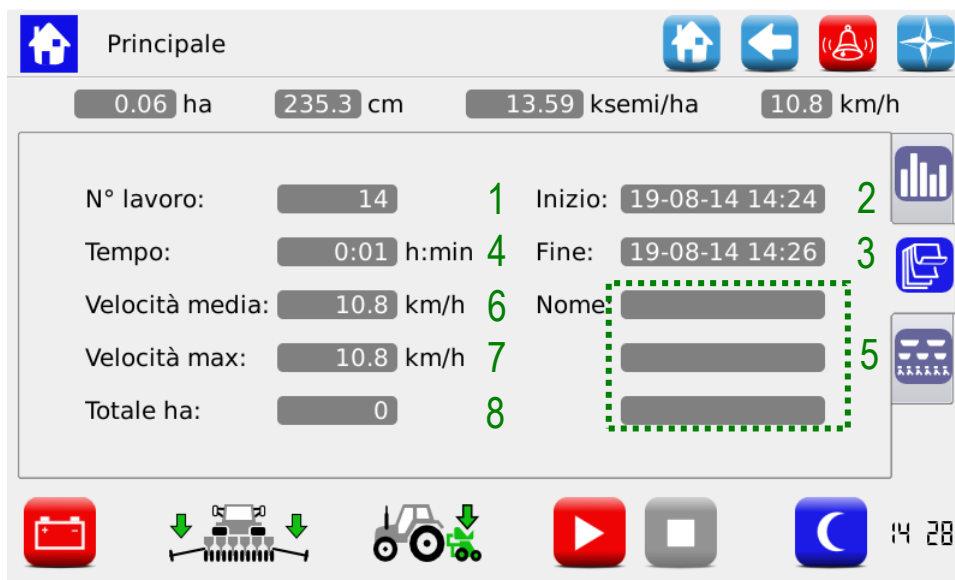 Principale
0.06 ha 235.3 cm 13.59 ksemi/ha 10.8 km/h
N° lavoro: 14 1 Inizio: 19-08-14 14:24 2
Tempo: 0:01 h:min 4 Fine: 19-08-14 14:26 3
Velocità media: 10.8 km/h 6 Nome:
Velocità max: 10.8 km/h 7 5
Totale ha: 0 8
14 28